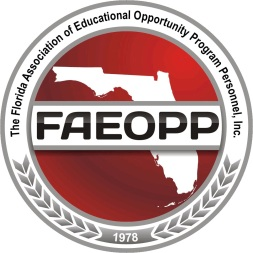 The Florida Association of Educational Opportunity Program Personnel, Inc.
FAEOPP
1978